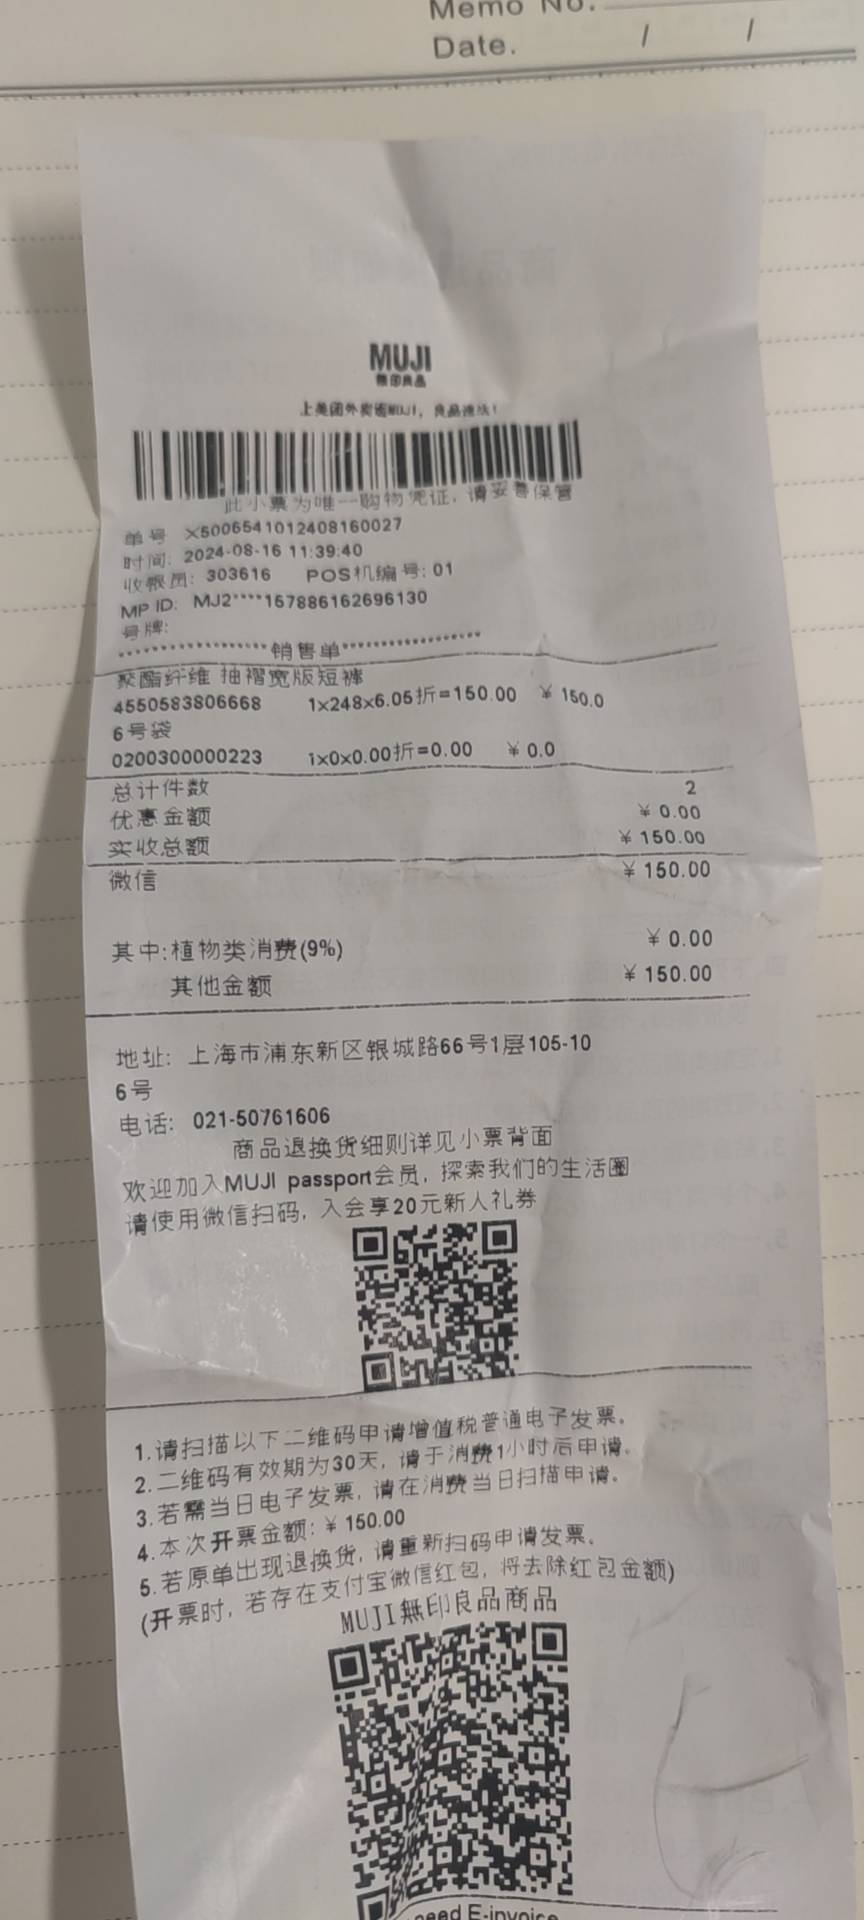 Memo No.
Date. / /
MUJI
無印良品
上美团外卖逛MUJI，良品速送！
此小票为唯一购物凭证，请妥善保管
单号 X5006541012408160027
时间: 2024-08-16 11:39:40
收银员: 303616 POS机编号: 01
MP ID: MJ2****157886162696130
号牌:
销售单
聚酯纤维 抽褶宽版短裤
4550583806668 1x248x6.05折=150.00 ￥ 150.0
6号袋
0200300000223 1x0x0.00折=0.00 ￥ 0.0
总计件数 2
优惠金额 ￥ 0.00
实收总额 ￥ 150.00
微信 ￥ 150.00
其中:植物类消费(9%) ￥ 0.00
其他金额 ￥ 150.00
地址: 上海市浦东新区银城路66号1层105-10
6号
电话: 021-50761606
商品退换货细则详见小票背面
欢迎加入MUJI passport会员，探索我们的生活圈
请使用微信扫码，入会享20元新人礼券
1.请扫描以下二维码申请增值税普通电子发票。
2.二维码有效期为30天，请于消费1小时后申请。
3.若需当日电子发票，请在消费当日扫描申请。
4.本次开票金额: ￥ 150.00
5.若原单出现退换货，请重新扫码申请发票。
(开票时，若存在支付宝微信红包，将去除红包金额)
MUJI無印良品商品
need E-invoice